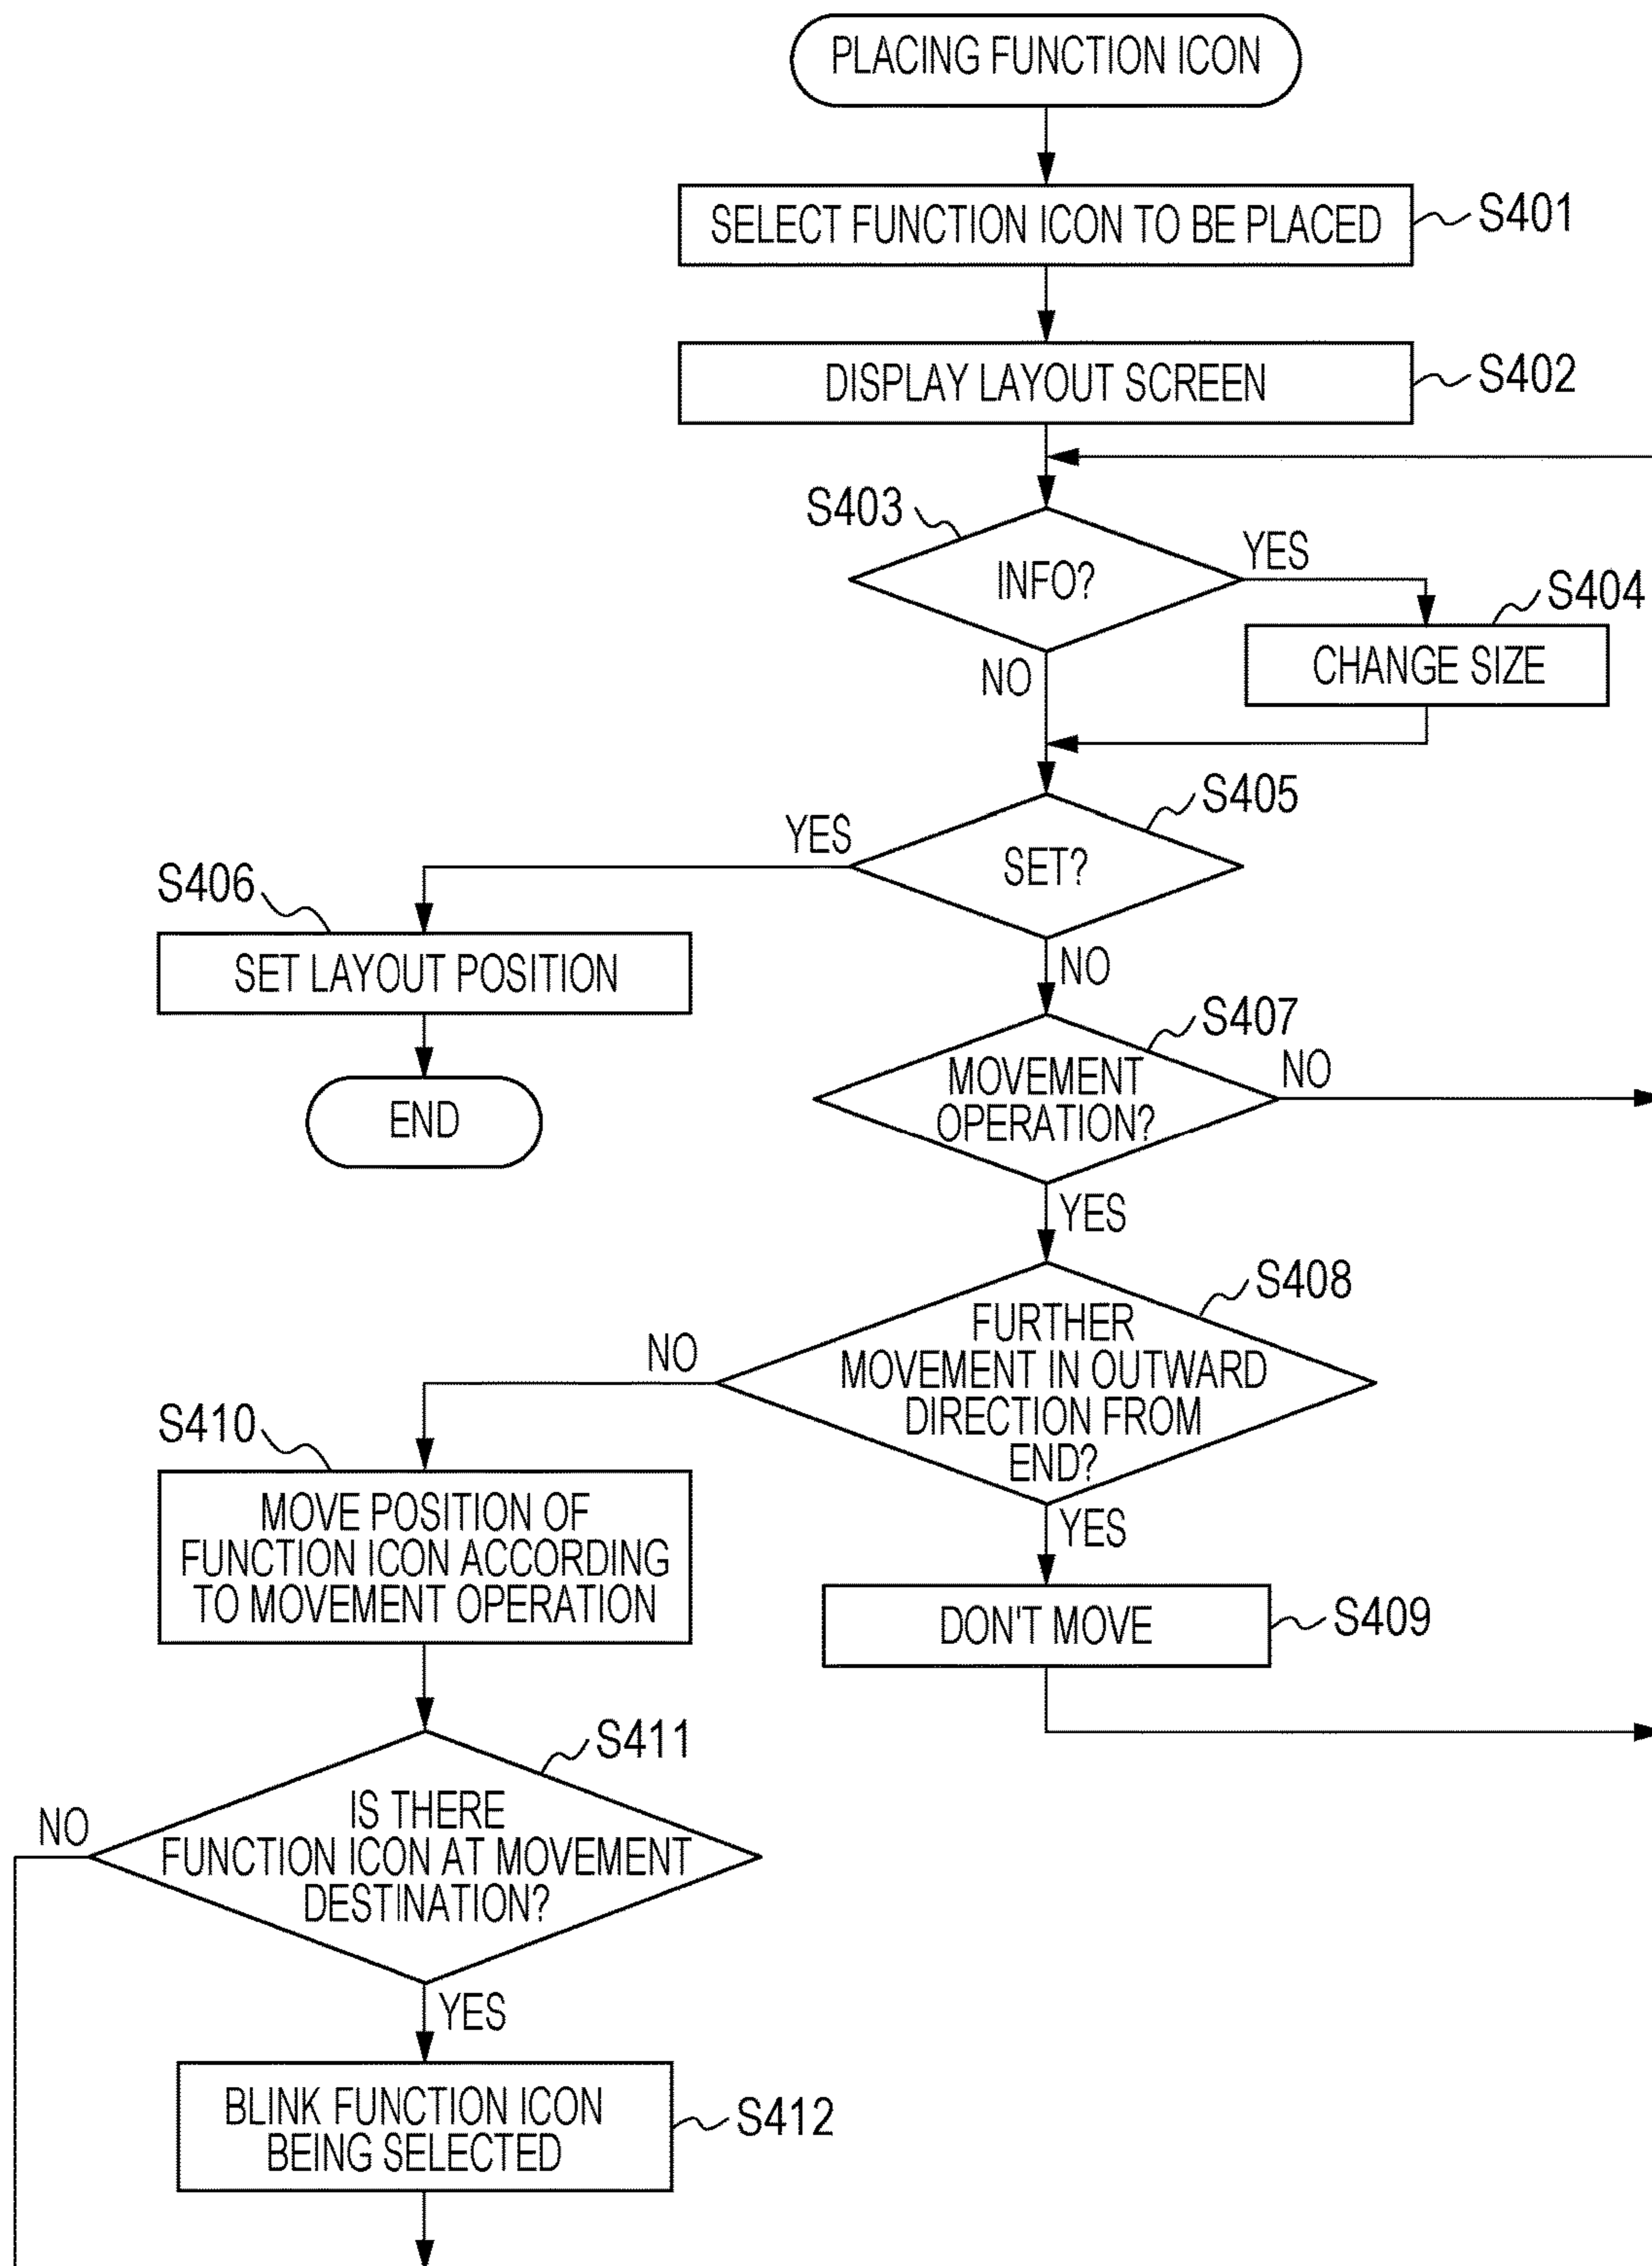 PLACING FUNCTION ICON
SELECT FUNCTION ICON TO BE PLACED
S401
DISPLAY LAYOUT SCREEN
S402
S403
INFO?
YES
S404
CHANGE SIZE
NO
S405
YES
SET?
S406
SET LAYOUT POSITION
NO
S407
MOVEMENT
OPERATION?
NO
END
YES
S408
FURTHER
MOVEMENT IN OUTWARD
DIRECTION FROM
END?
NO
S410
MOVE POSITION OF
FUNCTION ICON ACCORDING
TO MOVEMENT OPERATION
YES
DON'T MOVE
S409
S411
IS THERE
FUNCTION ICON AT MOVEMENT
DESTINATION?
NO
YES
BLINK FUNCTION ICON
BEING SELECTED
S412